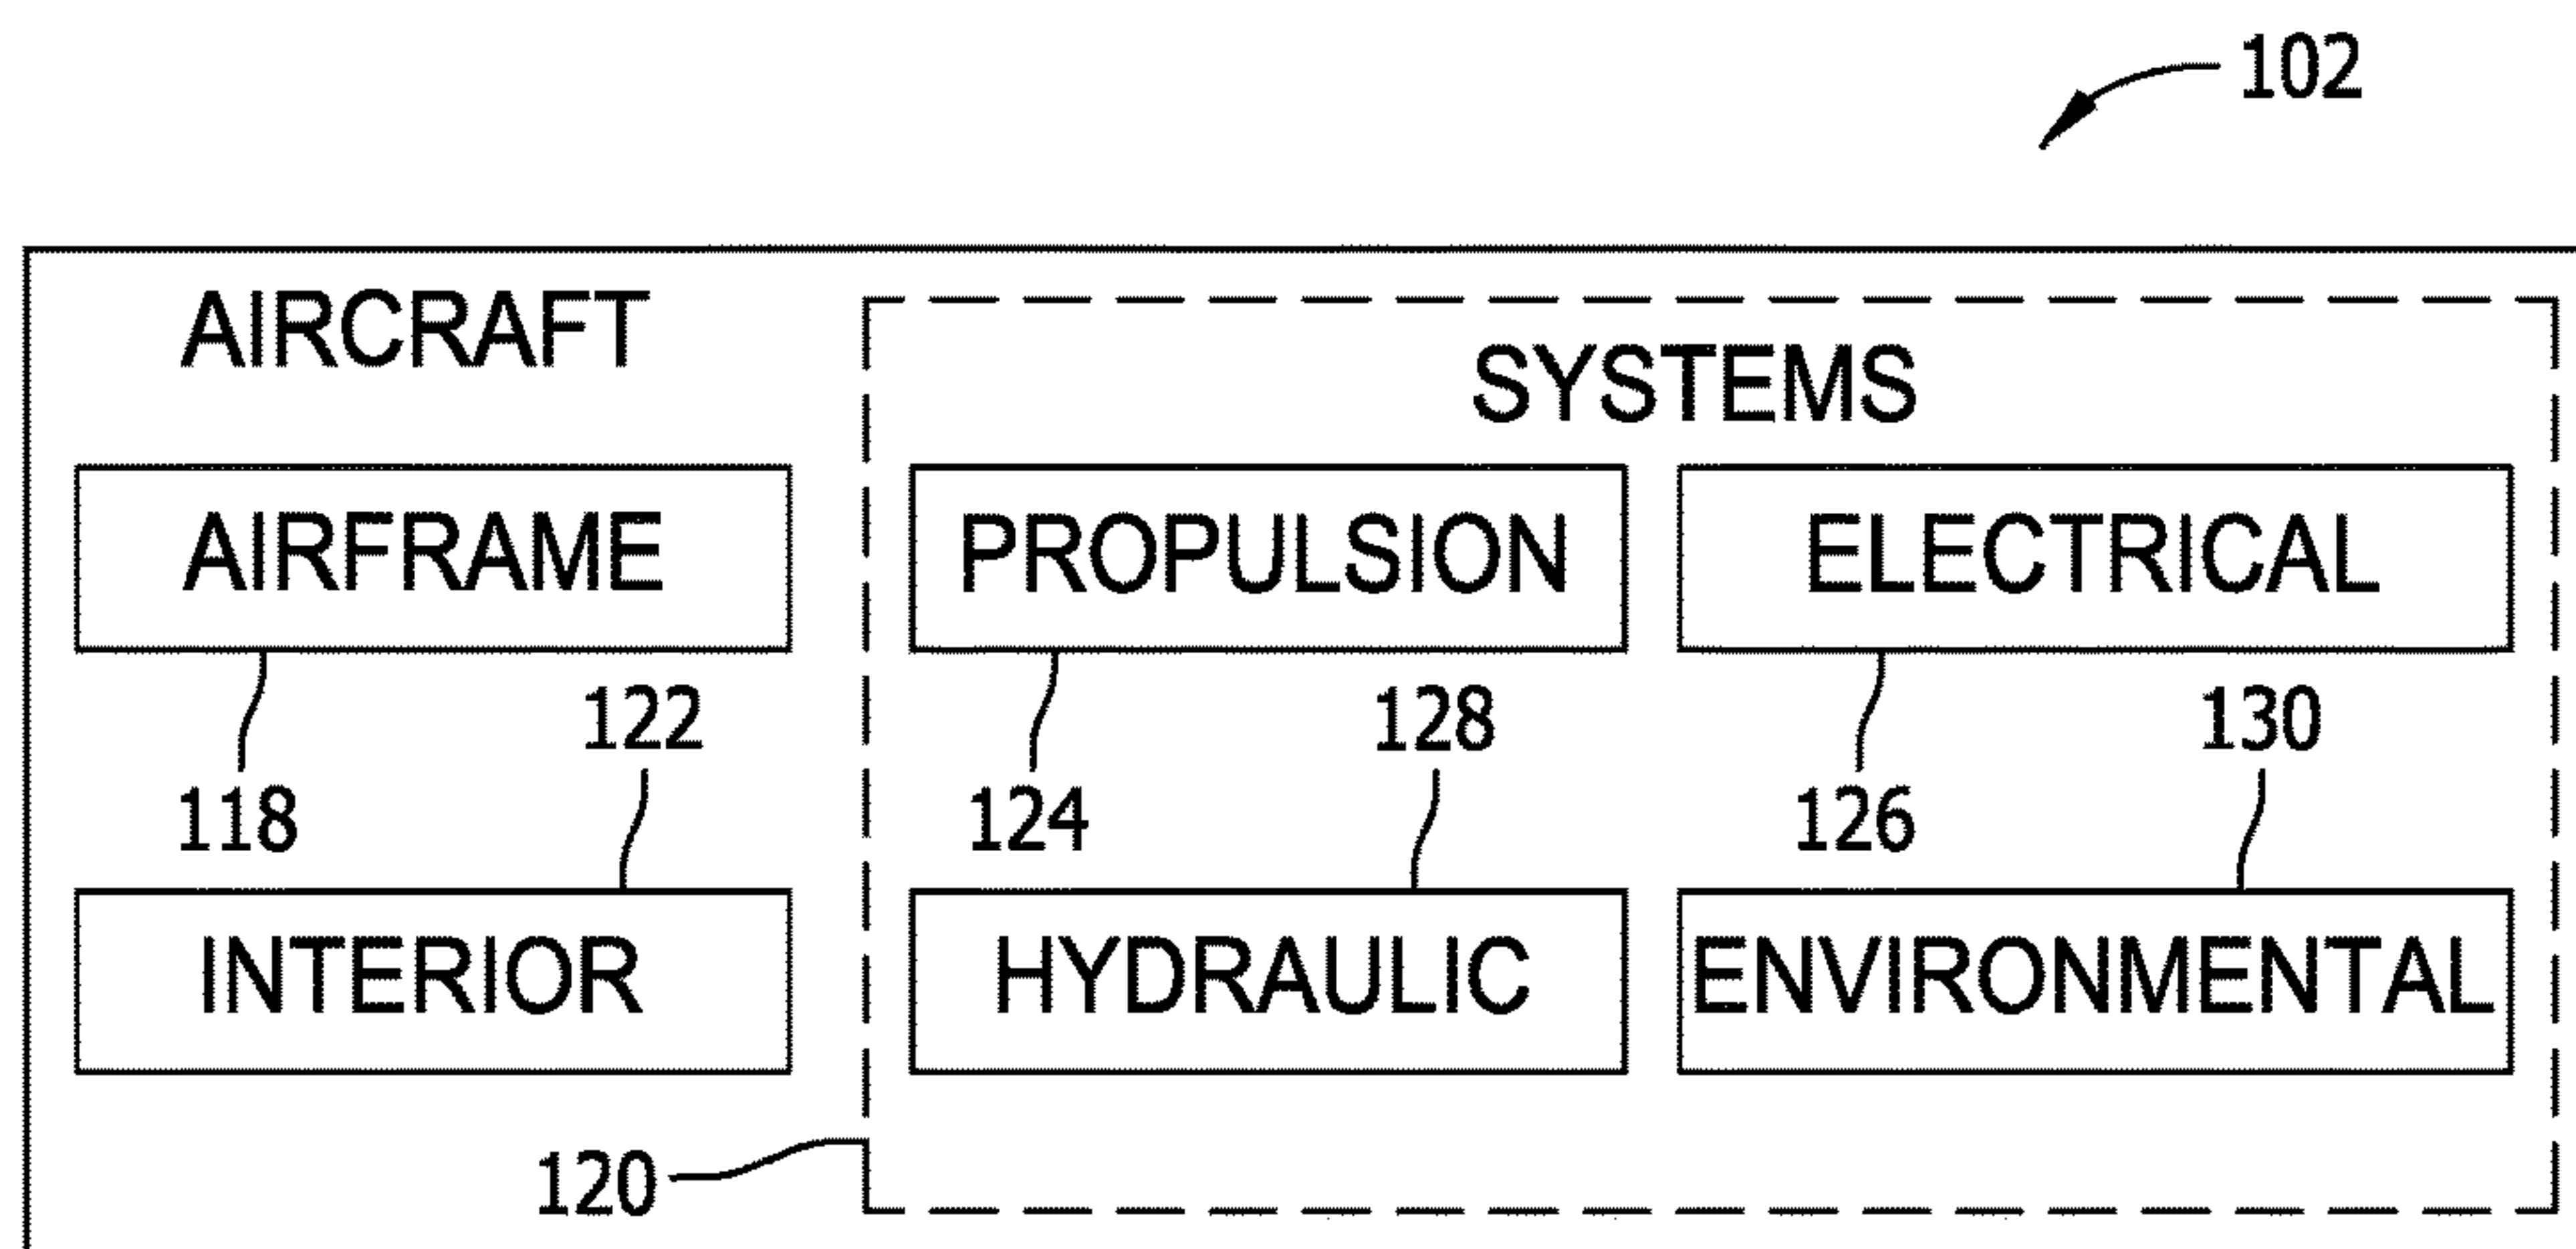 102
AIRCRAFT
SYSTEMS
AIRFRAME
PROPULSION
ELECTRICAL
122
128
130
118
124
126
INTERIOR
HYDRAULIC
ENVIRONMENTAL
120